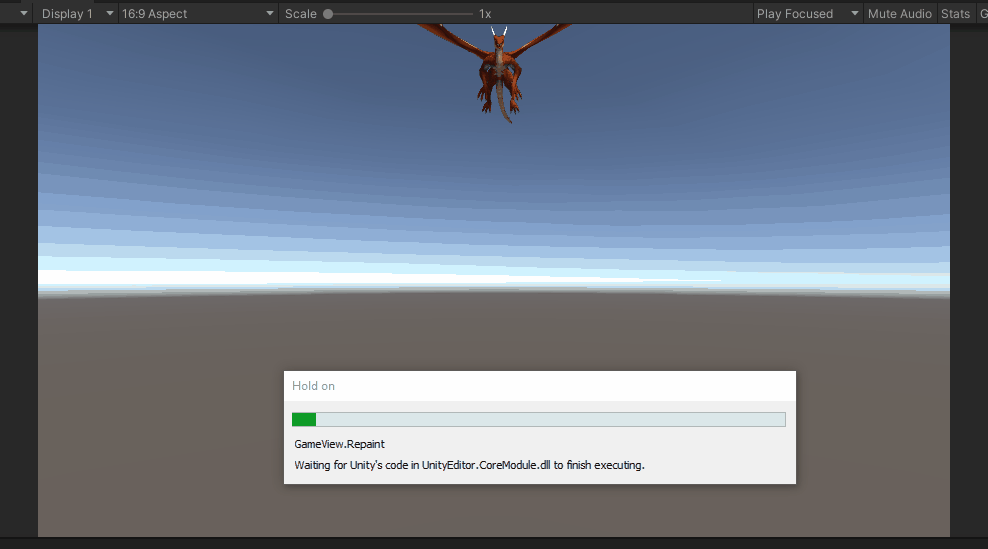 Display 1 16:9 Aspect Scale 1x Play Focused Mute Audio Stats G
Hold on
GameView.Repaint
Waiting for Unity's code in UnityEditor.CoreModule.dll to finish executing.